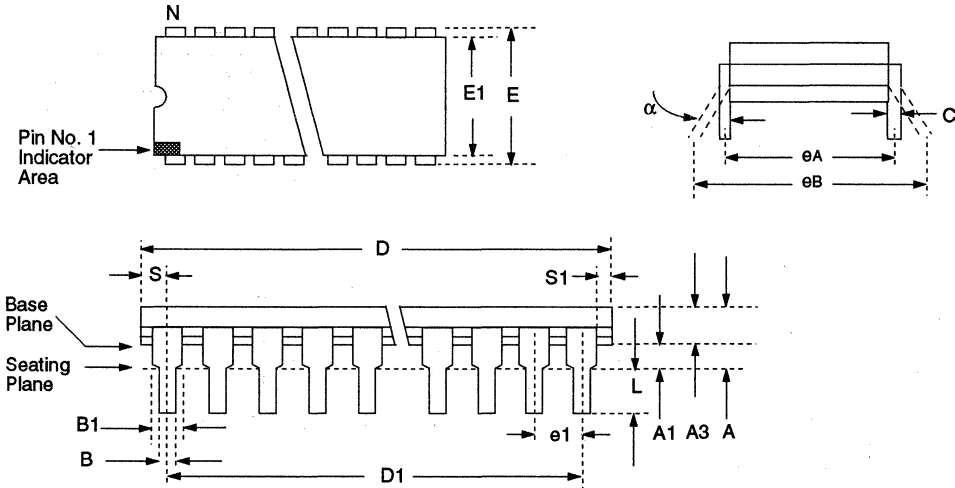 N
E1
E
Pin No. 1
Indicator
Area
α
C
eA
eB
D
S
S1
Base
Plane
Seating
Plane
L
B1
e1
A1
A3
A
B
D1